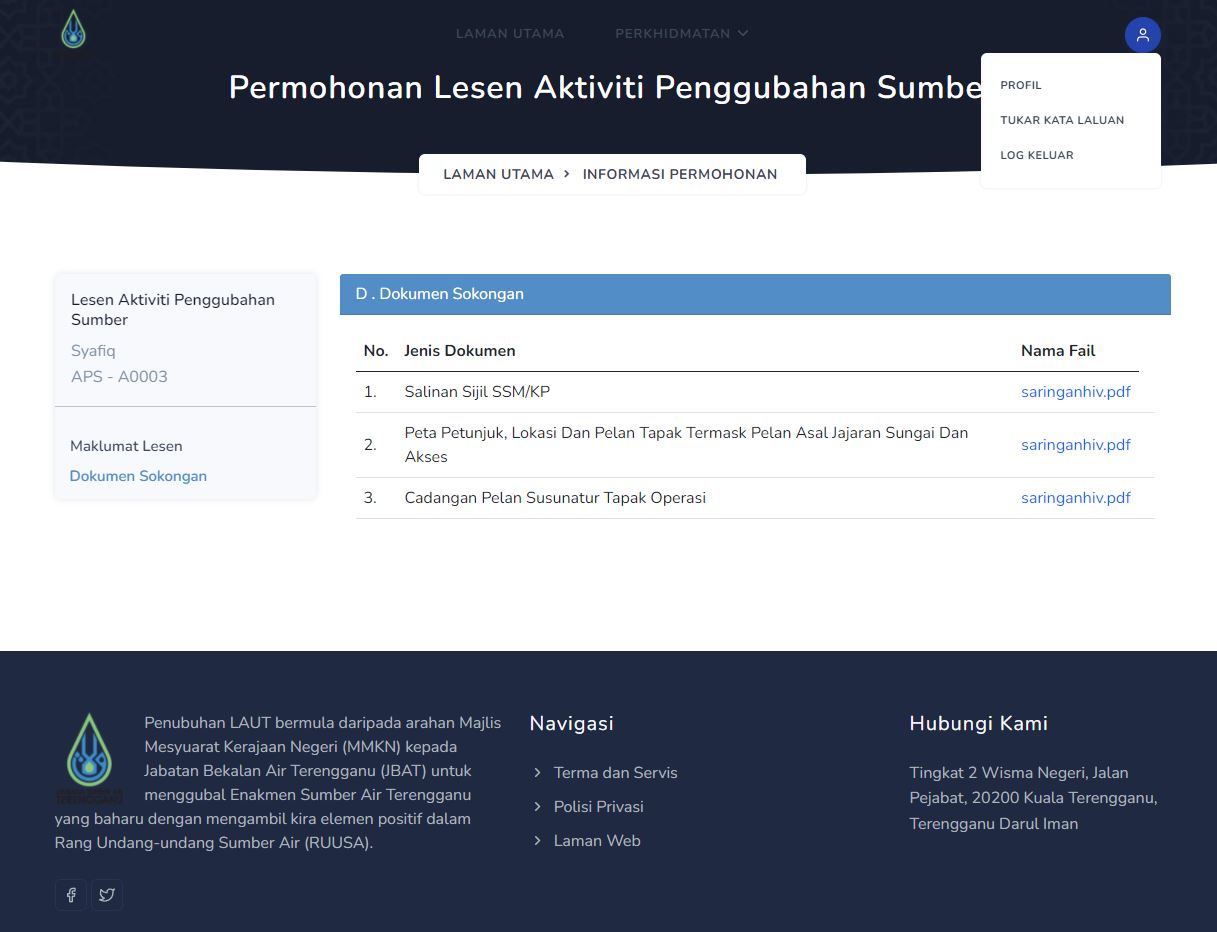 LAMAN UTAMA
PERKHIDMATAN
PROFIL
TUKAR KATA LALUAN
LOG KELUAR
Permohonan Lesen Aktiviti Penggubahan Sumbe
LAMAN UTAMA > INFORMASI PERMOHONAN
Lesen Aktiviti Penggubahan
Sumber
Syafiq
APS - A0003
Maklumat Lesen
Dokumen Sokongan
D . Dokumen Sokongan
No. Jenis Dokumen Nama Fail
1. Salinan Sijil SSM/KP saringanhiv.pdf
2. Peta Petunjuk, Lokasi Dan Pelan Tapak Termask Pelan Asal Jajaran Sungai Dan
Akses saringanhiv.pdf
3. Cadangan Pelan Susunatur Tapak Operasi saringanhiv.pdf
Penubuhan LAUT bermula daripada arahan Majlis
Mesyuarat Kerajaan Negeri (MMKN) kepada
Jabatan Bekalan Air Terengganu (JBAT) untuk
menggubal Enakmen Sumber Air Terengganu
yang baharu dengan mengambil kira elemen positif dalam
Rang Undang-undang Sumber Air (RUUSA).
TERENGGANU
Navigasi
Terma dan Servis
Polisi Privasi
Laman Web
Hubungi Kami
Tingkat 2 Wisma Negeri, Jalan
Pejabat, 20200 Kuala Terengganu,
Terengganu Darul Iman